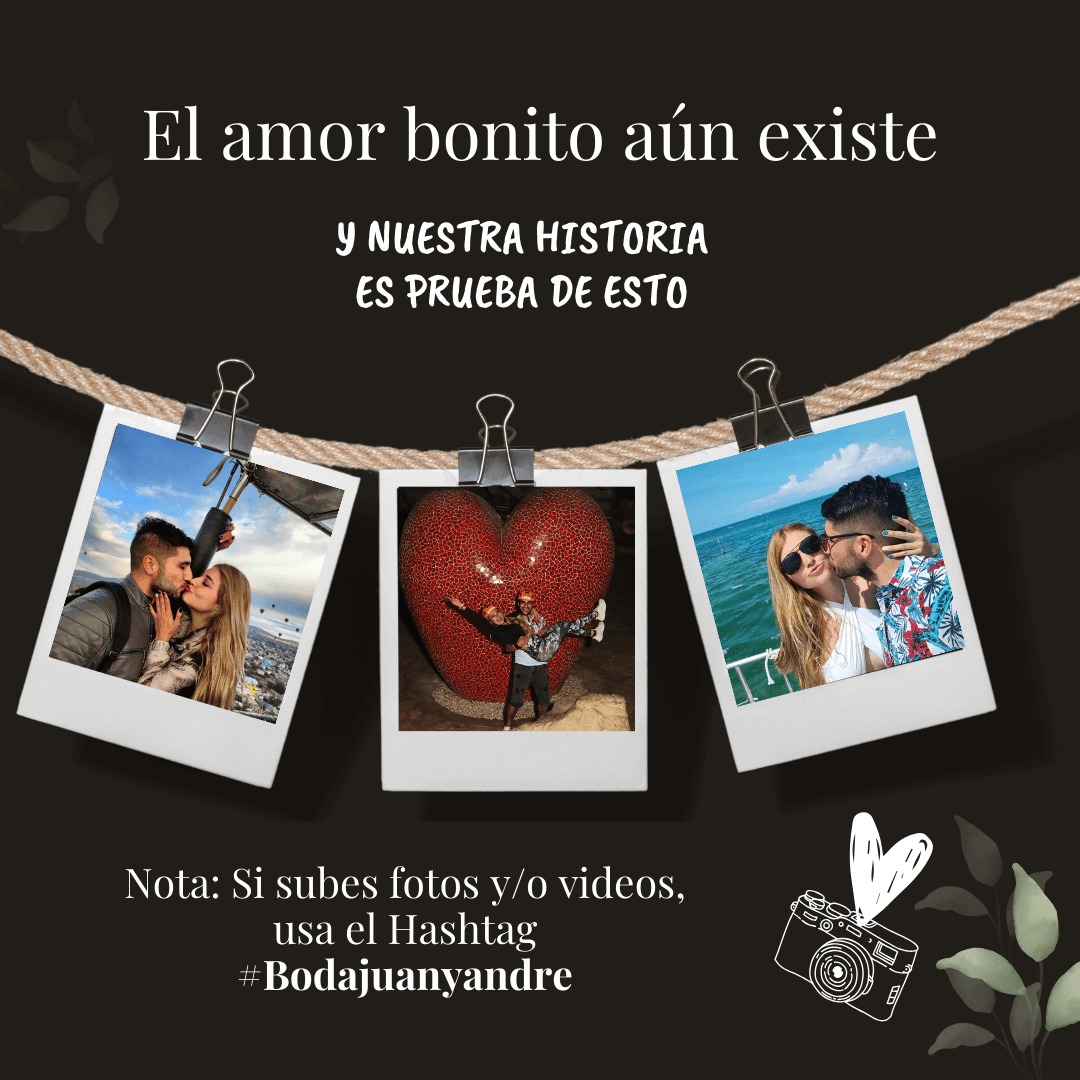 El amor bonito aún existe
Y NUESTRA HISTORIA
ES PRUEBA DE ESTO
Nota: Si subes fotos y/o videos,
usa el Hashtag
#Bodajuanyandre